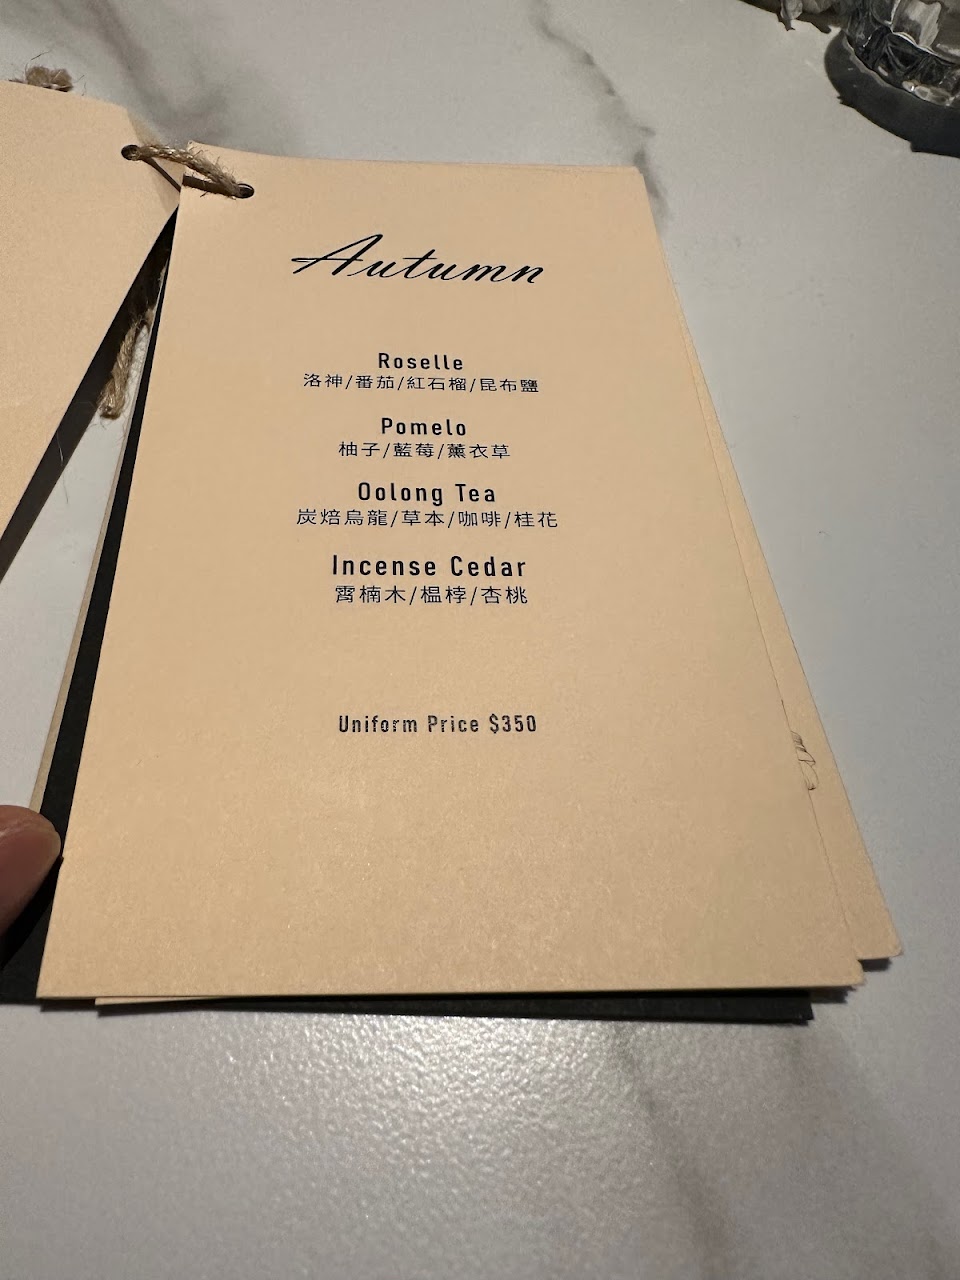 Autumn
Roselle
洛神/番茄/紅石榴/昆布鹽
Pomelo
柚子/藍莓/薰衣草
Oolong Tea
炭焙烏龍/草本/咖啡/桂花
Incense Cedar
霄楠木/榲桲/杏桃
Uniform Price $350